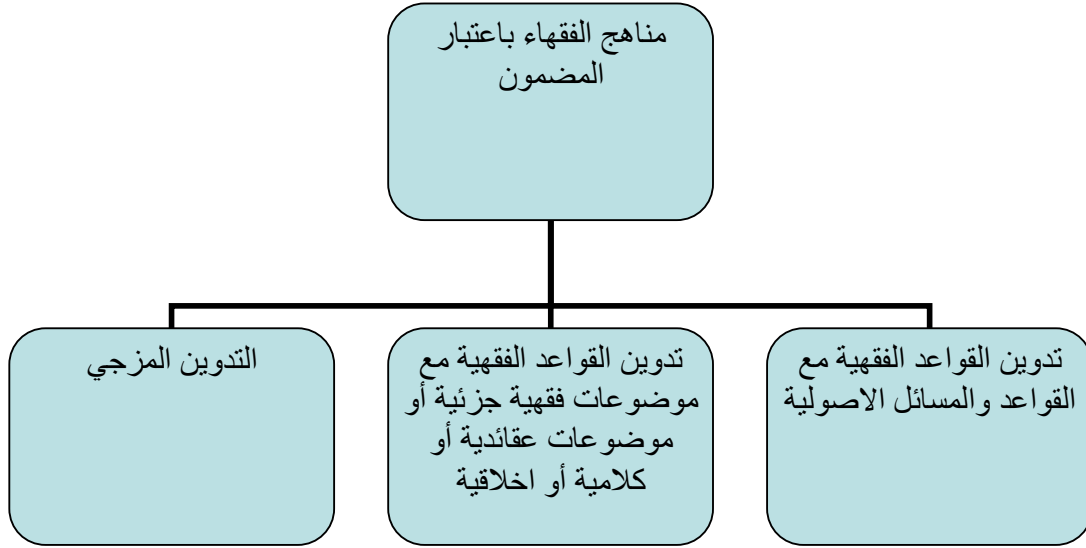 مناهج الفقهاء باعتبار
المضمون
تدوين القواعد الفقهية مع
القواعد والمسائل الاصولية
تدوين القواعد الفقهية مع
موضوعات فقهية جزئية أو
موضوعات عقائدية أو
كلامية أو اخلاقية
التدوين المزجي